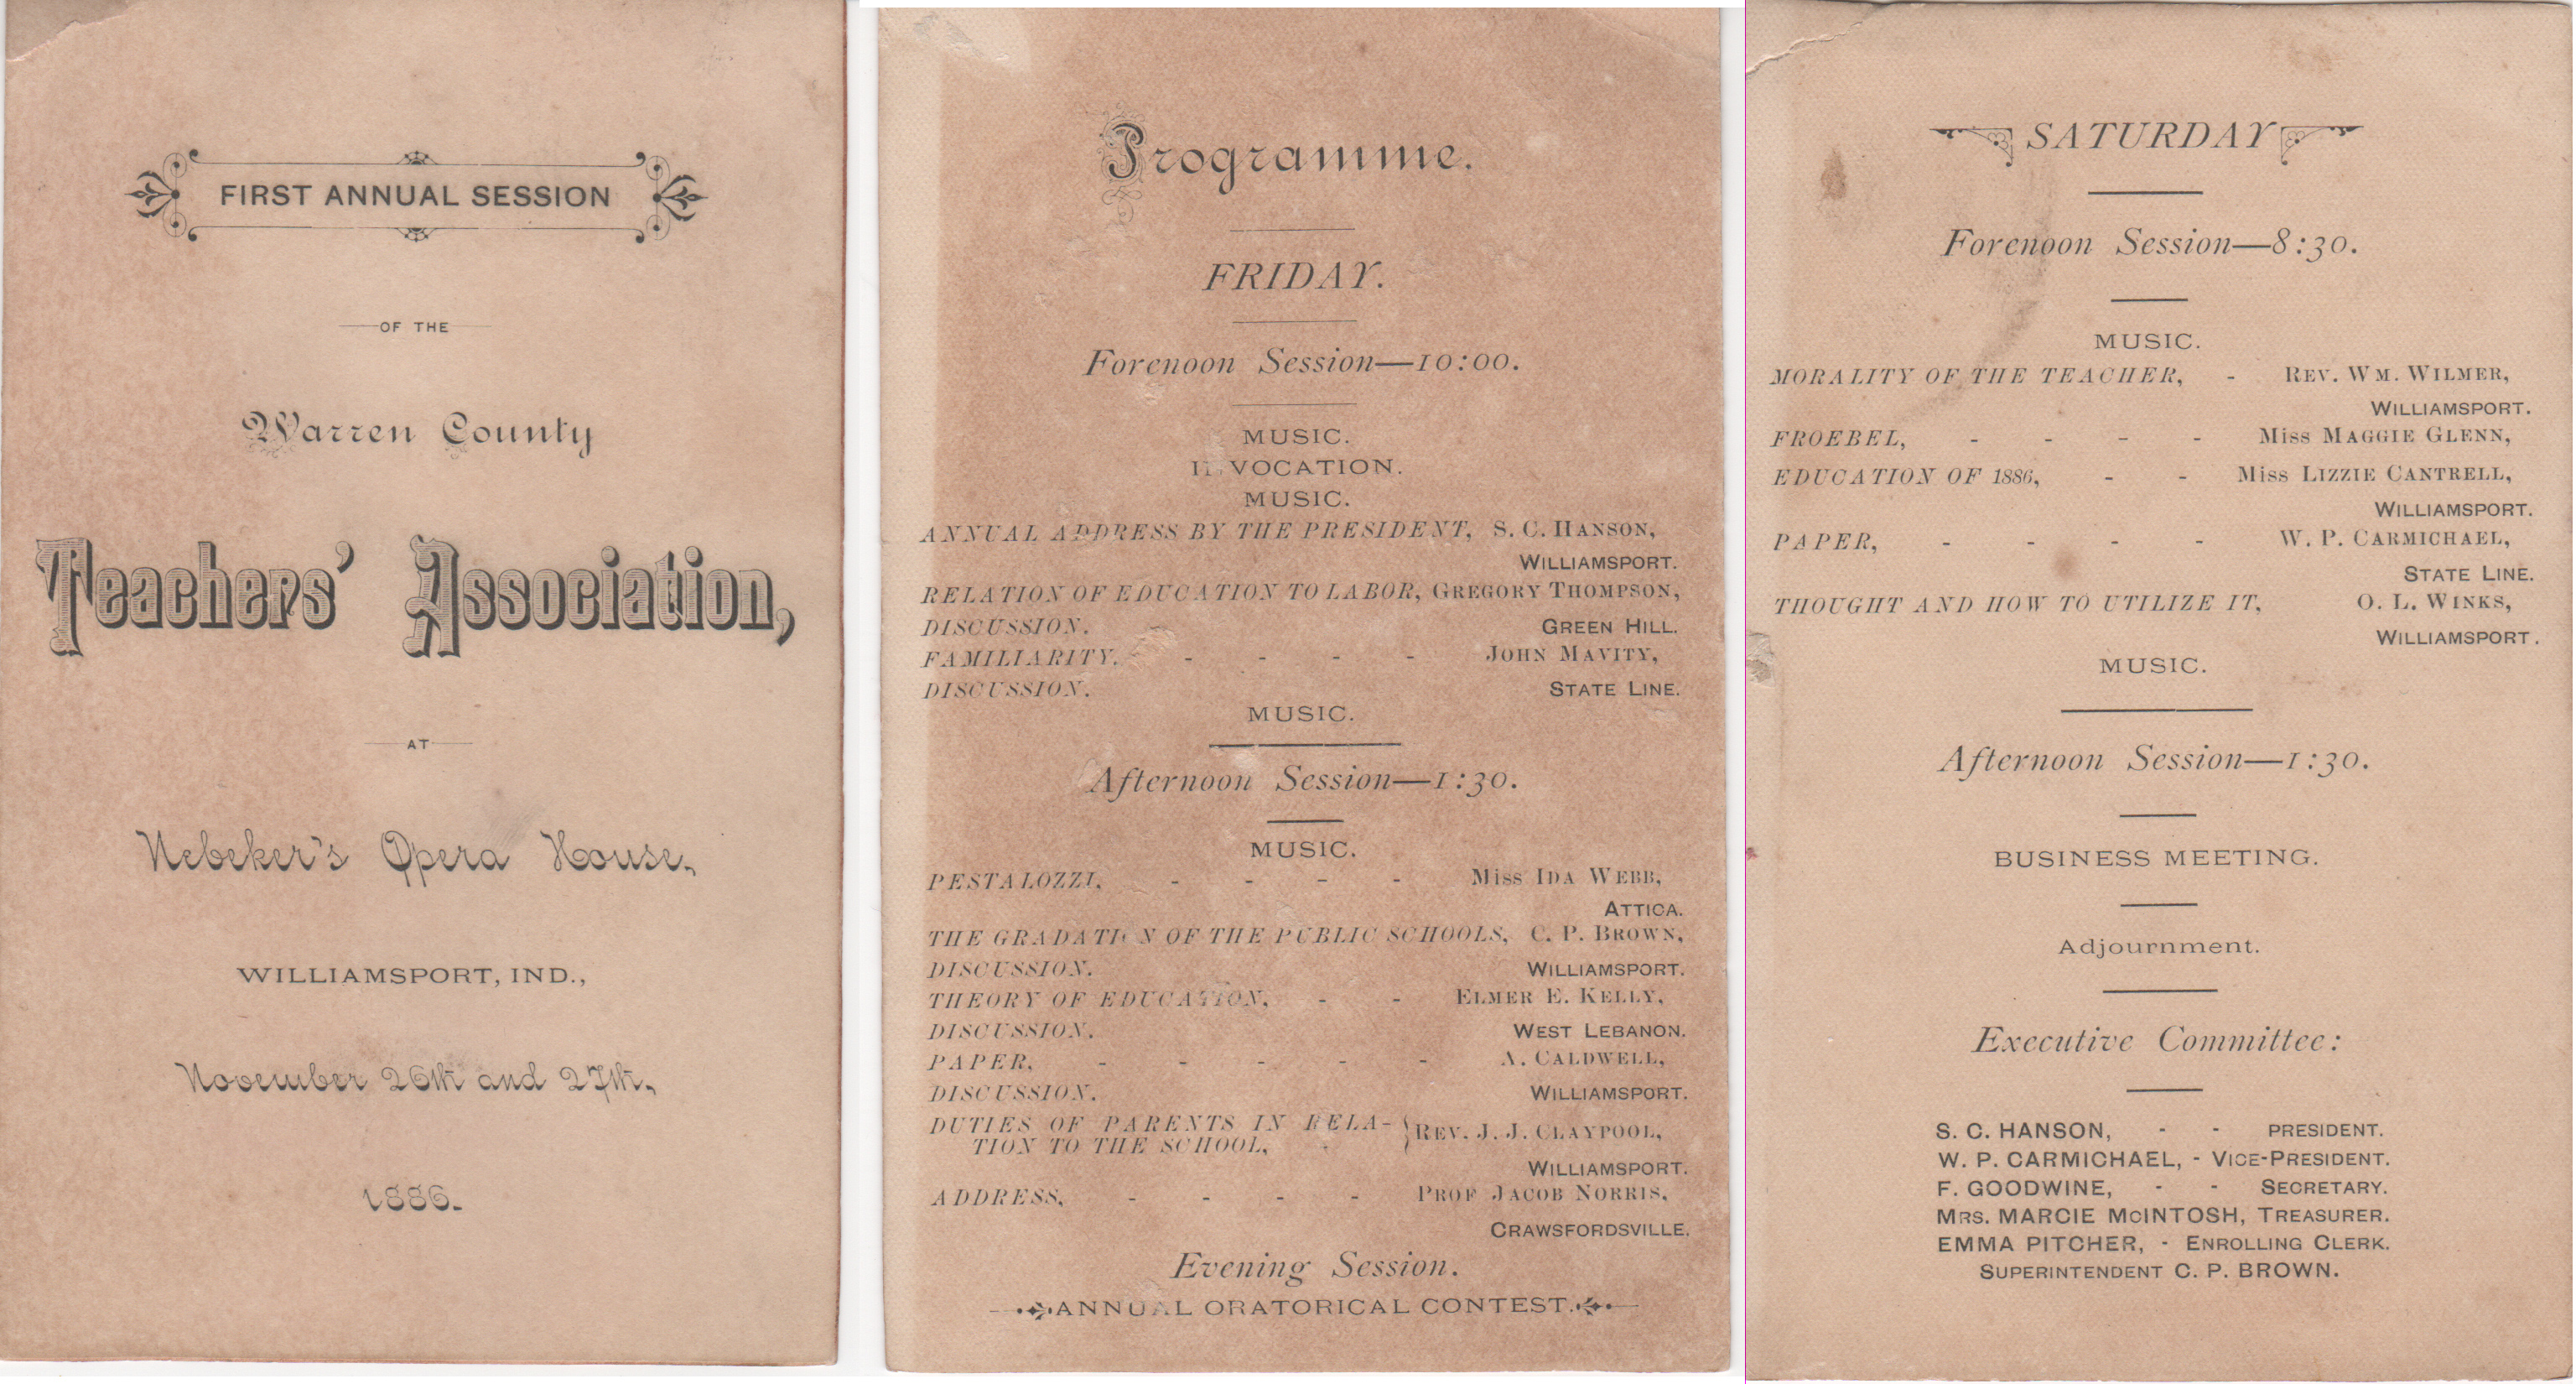 FIRST ANNUAL SESSION
OF THE
Warren County
Teachers' Association,
AT
Nebeker's Opera House,
WILLIAMSPORT, IND.,
November 26th and 27th,
1886.
Programme.
FRIDAY.
Forenoon Session—10:00.
MUSIC.
INVOCATION.
MUSIC.
ANNUAL ADDRESS BY THE PRESIDENT, S. C. HANSON,
WILLIAMSPORT.
RELATION OF EDUCATION TO LABOR, GREGORY THOMPSON,
DISCUSSION. GREEN HILL.
FAMILIARITY, - - - - JOHN MAVITY,
DISCUSSION. STATE LINE.
MUSIC.
Afternoon Session—1:30.
MUSIC.
PESTALOZZI, - - - - Miss IDA WEBB,
ATTICA.
THE GRADATION OF THE PUBLIC SCHOOLS, C. P. BROWN,
DISCUSSION. WILLIAMSPORT.
THEORY OF EDUCATION, - - ELMER E. KELLY,
DISCUSSION. WEST LEBANON.
PAPER, - - - - - A. CALDWELL,
DISCUSSION. WILLIAMSPORT.
DUTIES OF PARENTS IN RELA- } REV. J. J. CLAYPOOL,
TION TO THE SCHOOL, -
WILLIAMSPORT.
ADDRESS, - - - - PROF JACOB NORRIS,
CRAWSFORDSVILLE.
Evening Session.
ANNUAL ORATORICAL CONTEST.
SATURDAY
Forenoon Session—8:30.
MUSIC.
MORALITY OF THE TEACHER, - REV. WM. WILMER,
WILLIAMSPORT.
FROEBEL, - - - - Miss MAGGIE GLENN,
EDUCATION OF 1886, - - Miss LIZZIE CANTRELL,
WILLIAMSPORT.
PAPER, - - - - W. P. CARMICHAEL,
STATE LINE.
THOUGHT AND HOW TO UTILIZE IT, O. L. WINKS,
WILLIAMSPORT.
MUSIC.
Afternoon Session—1:30.
BUSINESS MEETING.
Adjournment.
Executive Committee:
S. C. HANSON, - - PRESIDENT.
W. P. CARMICHAEL, - VICE-PRESIDENT.
F. GOODWINE, - - SECRETARY.
MRS. MARCIE McINTOSH, TREASURER.
EMMA PITCHER, - ENROLLING CLERK.
SUPERINTENDENT C. P. BROWN.